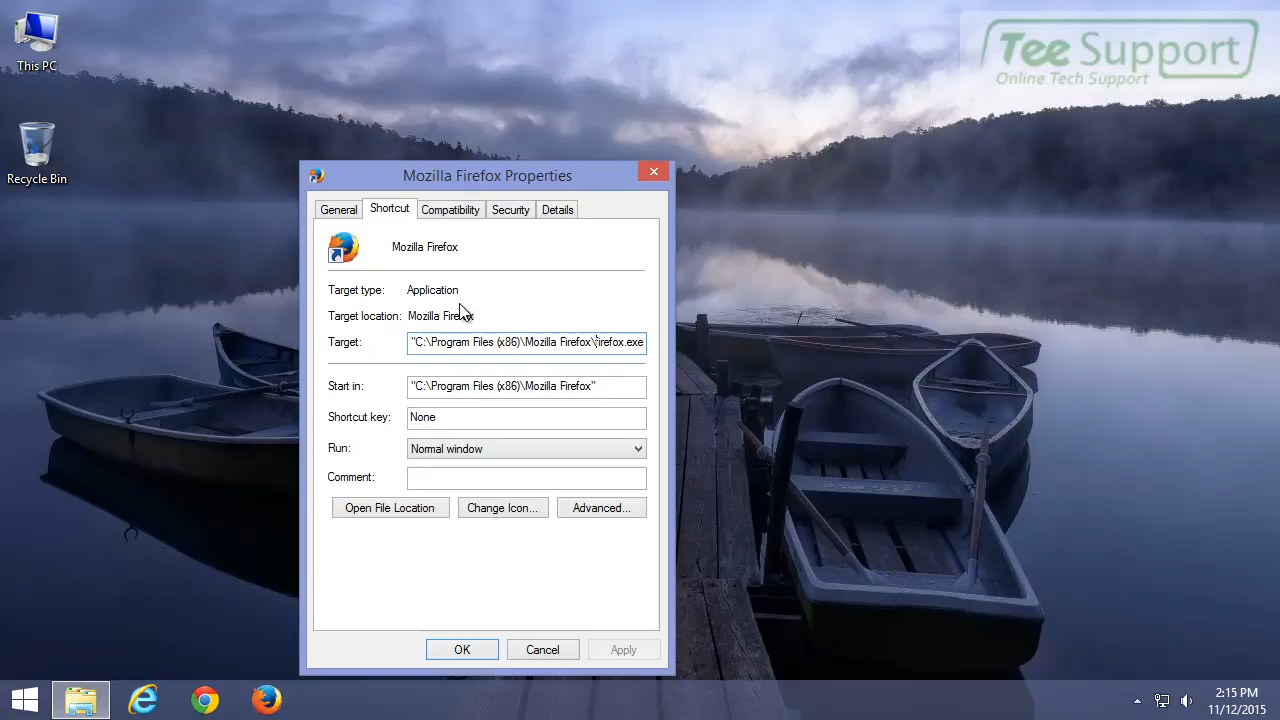 This PC
Recycle Bin
Tee Support
Online Tech Support
Mozilla Firefox Properties
General Shortcut Compatibility Security Details
Mozilla Firefox
Target type: Application
Target location: Mozilla Firefox
Target: "C:\Program Files (x86)\Mozilla Firefox\firefox.exe
Start in: "C:\Program Files (x86)\Mozilla Firefox"
Shortcut key: None
Run: Normal window
Comment:
Open File Location Change Icon... Advanced...
OK Cancel Apply
2:15 PM
11/12/2015